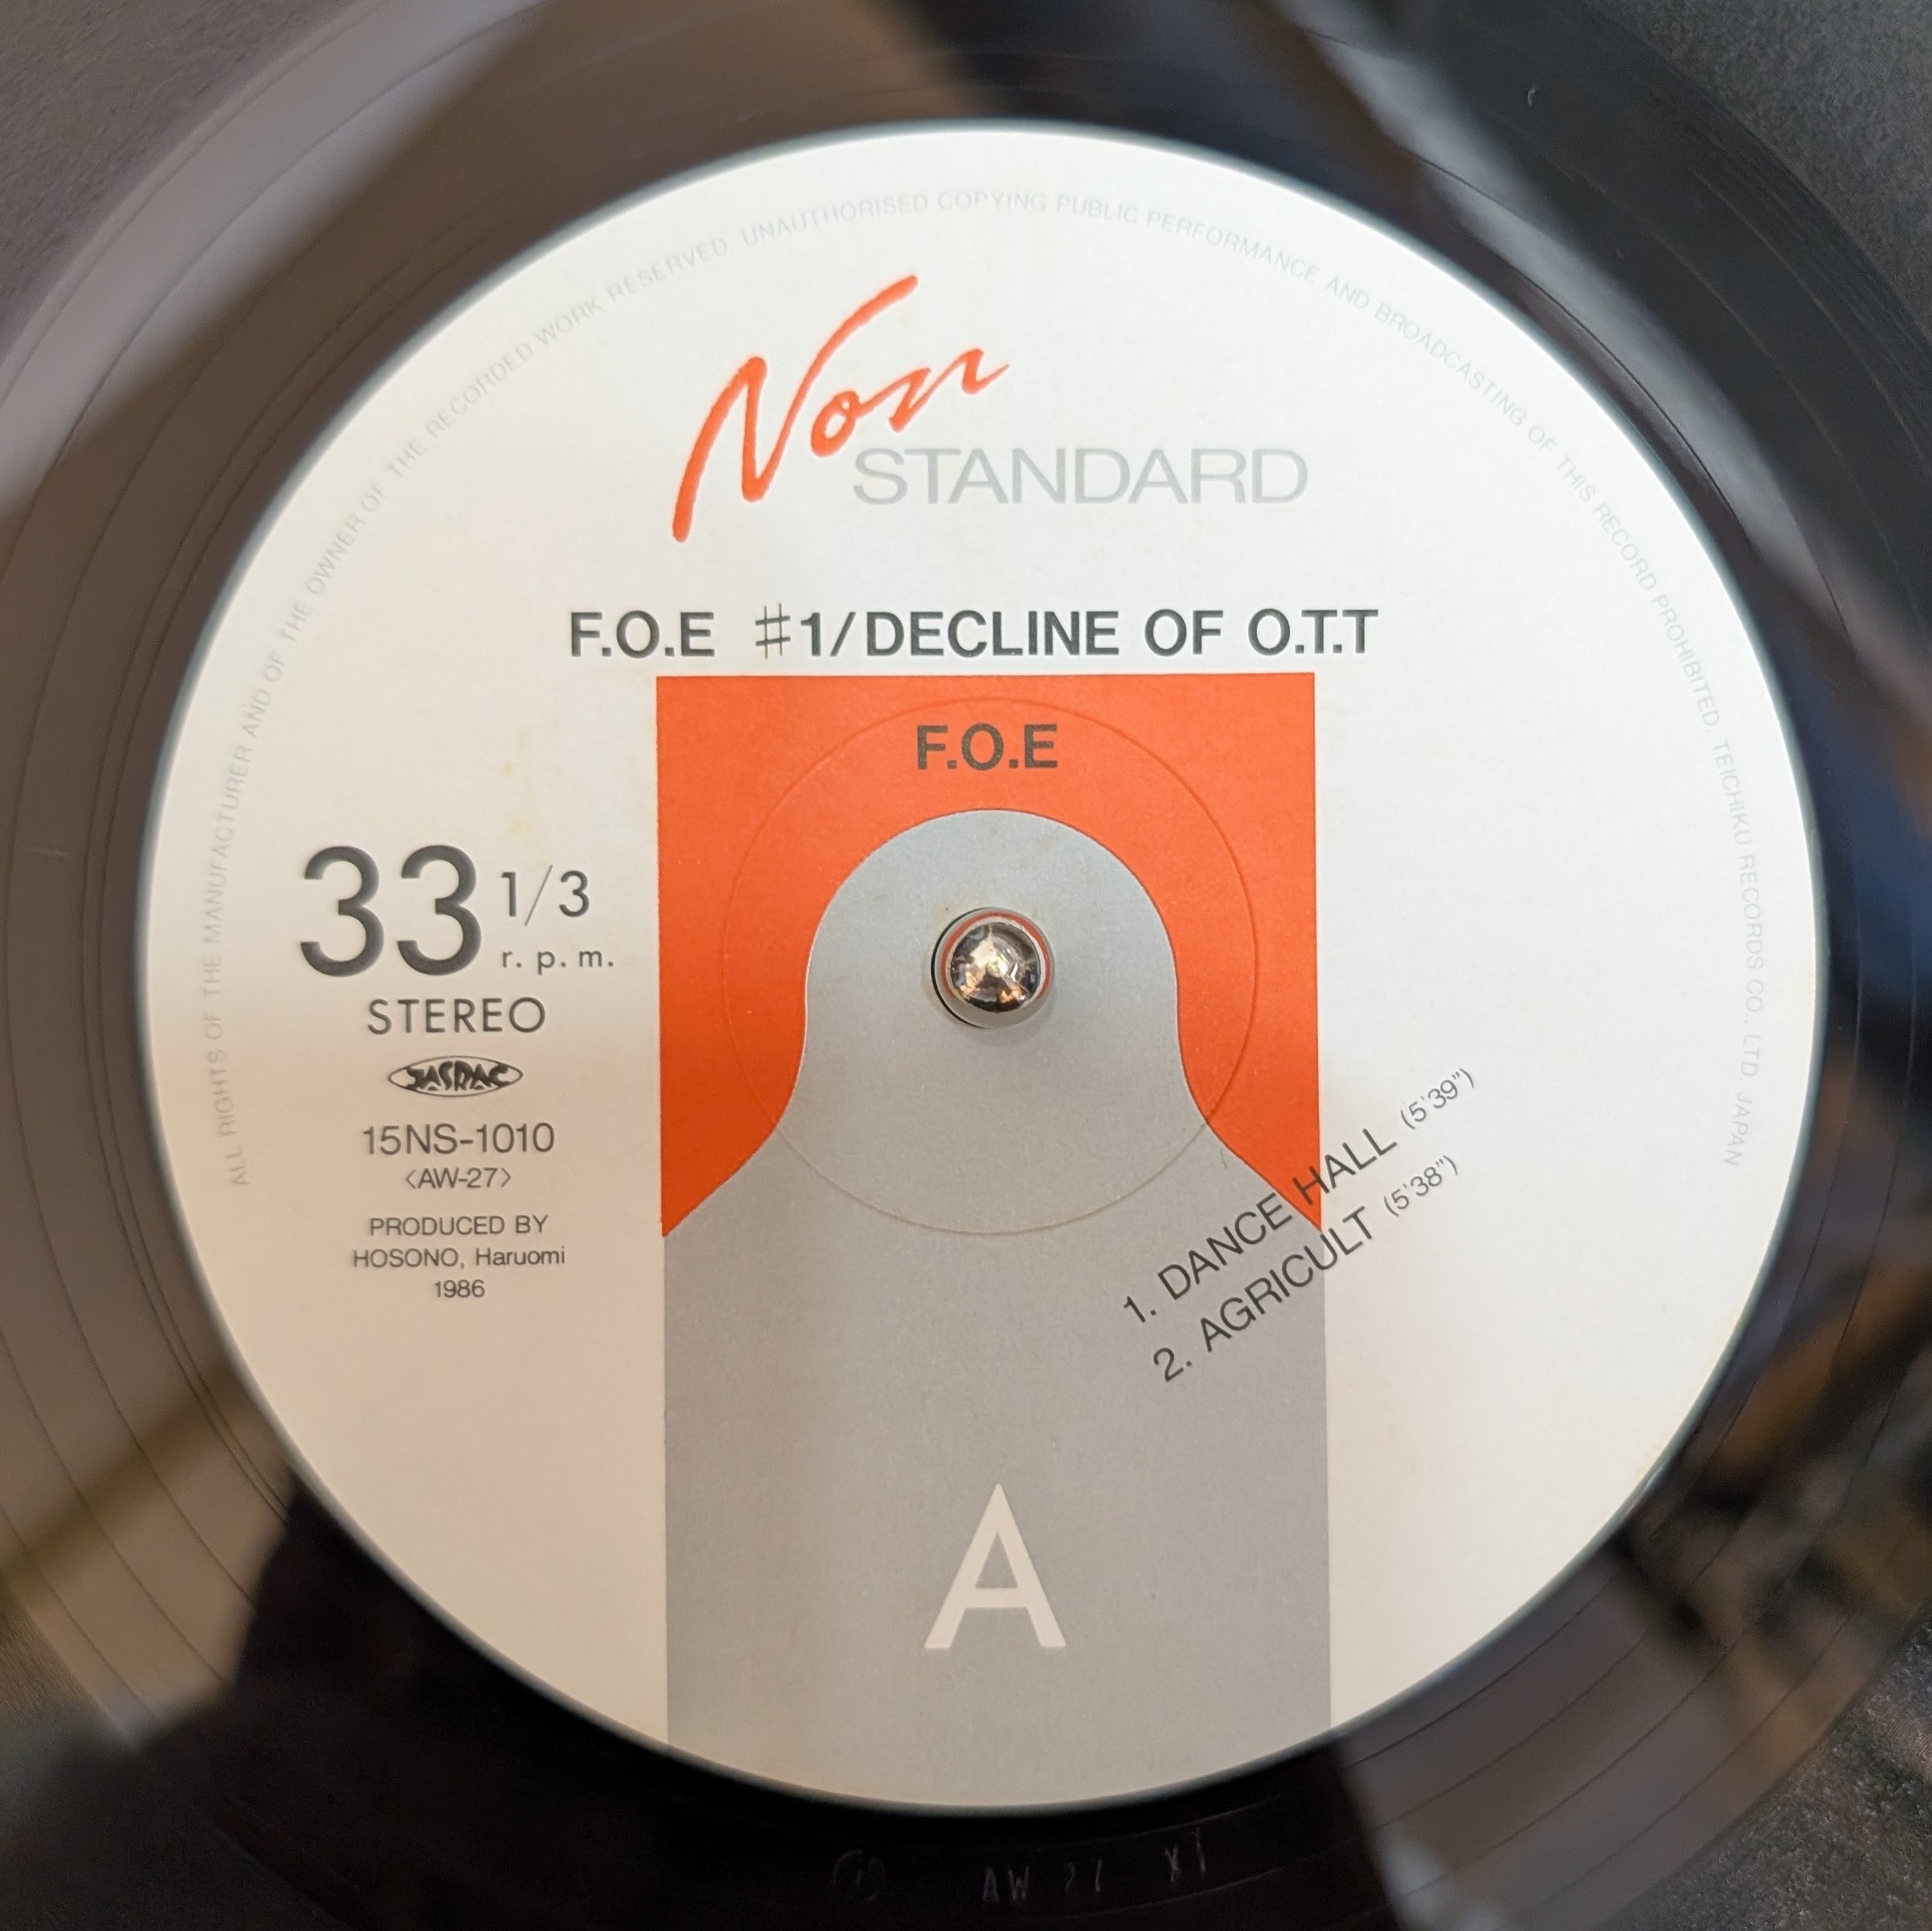 ALL RIGHTS OF THE MANUFACTURER AND OF THE OWNER OF THE RECORDED WORK RESERVED. UNAUTHORISED COPYING PUBLIC PERFORMANCE AND BROADCASTING OF THIS RECORD PROHIBITED. TEICHIKU RECORDS CO., LTD. JAPAN
Non
STANDARD
F.O.E #1/DECLINE OF O.T.T
F.O.E
33 1/3
r.p.m.
STEREO
JASRAC
15NS-1010
<AW-27>
PRODUCED BY
HOSONO, Haruomi
1986
1. DANCE HALL (5'39")
2. AGRICULT (5'38")
A
AW 27 X1